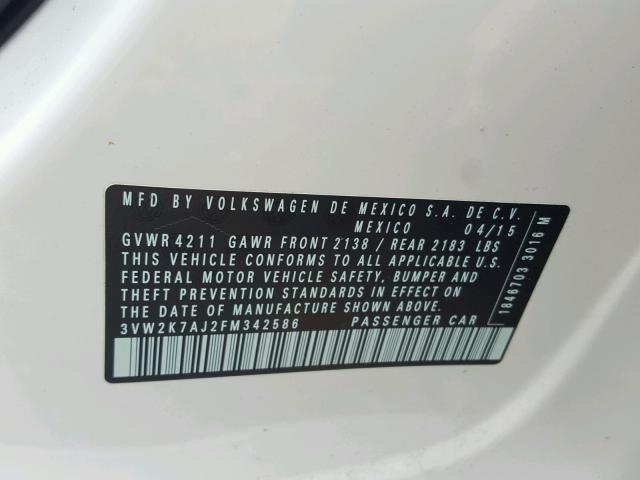 MFD BY VOLKSWAGEN DE MEXICO S.A. DE C.V.
MEXICO 04/15
GVWR 4211 GAWR FRONT 2138 / REAR 2183 LBS
THIS VEHICLE CONFORMS TO ALL APPLICABLE U.S.
FEDERAL MOTOR VEHICLE SAFETY, BUMPER AND
THEFT PREVENTION STANDARDS IN EFFECT ON
THE DATE OF MANUFACTURE SHOWN ABOVE.
3VW2K7AJ2FM342586 PASSENGER CAR
1846703 3016 M